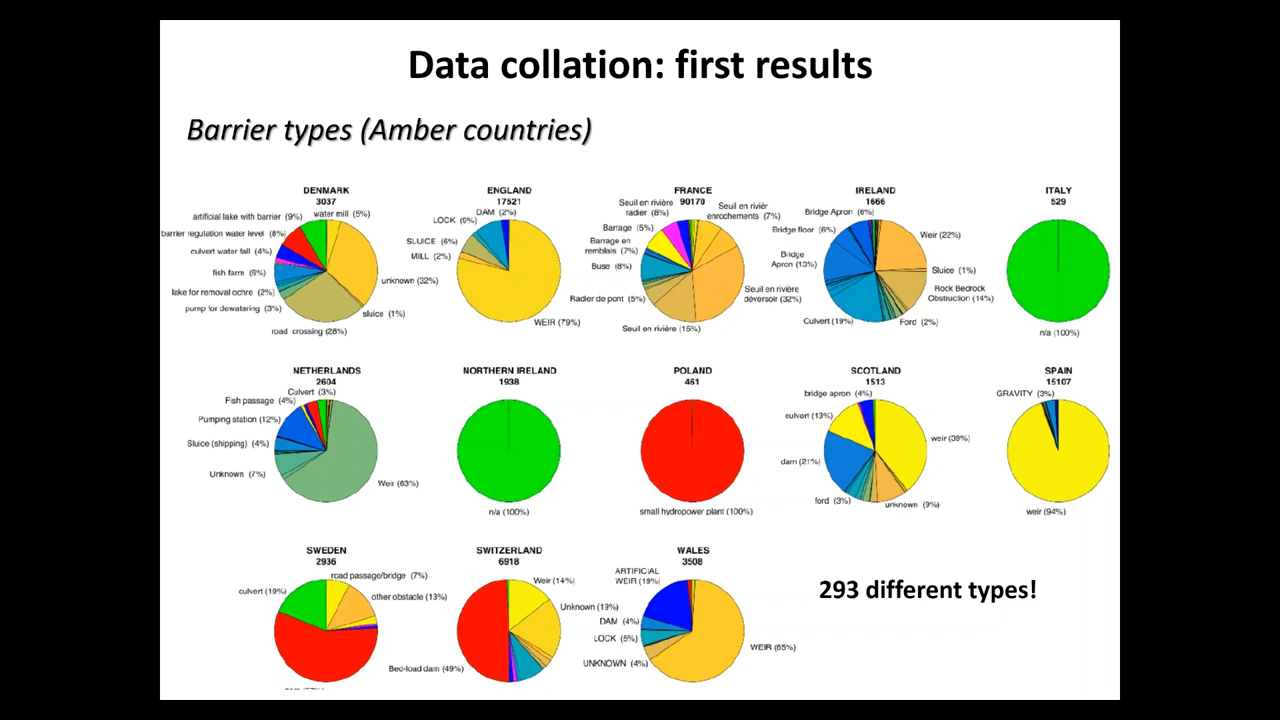 Data collation: first results
Barrier types (Amber countries)
DENMARK
3037
artificial lake with barrier (9%)
water mill (5%)
barrier regulation water level (8%)
culvert water fall (4%)
fish farm (6%)
lake for removal ochre (2%)
pump for dewatering (3%)
road crossing (28%)
sluice (1%)
unknown (32%)
ENGLAND
17521
DAM (2%)
LOCK (9%)
SLUICE (6%)
MILL (2%)
WEIR (79%)
FRANCE
90170
Seuil en rivière
radier (8%)
Seuil en rivièr
enrochements (7%)
Barrage (5%)
Barrage en
remblais (7%)
Buse (8%)
Radier de pont (5%)
Seuil en rivière (15%)
Seuil en rivière
déversoir (32%)
IRELAND
1666
Bridge Apron (6%)
Bridge floor (6%)
Bridge
Apron (13%)
Culvert (19%)
Ford (2%)
Rock Bedrock
Obstruction (14%)
Sluice (1%)
Weir (22%)
ITALY
529
n/a (100%)
NETHERLANDS
2604
Culvert (3%)
Fish passage (4%)
Pumping station (12%)
Sluice (shipping) (4%)
Unknown (7%)
Weir (63%)
NORTHERN IRELAND
1938
n/a (100%)
POLAND
461
small hydropower plant (100%)
SCOTLAND
1513
bridge apron (4%)
culvert (13%)
dam (21%)
ford (3%)
unknown (9%)
weir (39%)
SPAIN
15107
GRAVITY (3%)
weir (94%)
SWEDEN
2936
road passage/bridge (7%)
culvert (19%)
other obstacle (13%)
SWITZERLAND
6918
Weir (14%)
Unknown (19%)
Bed-load dam (49%)
WALES
3508
ARTIFICIAL
WEIR (19%)
DAM (4%)
LOCK (5%)
UNKNOWN (4%)
WEIR (65%)
293 different types!